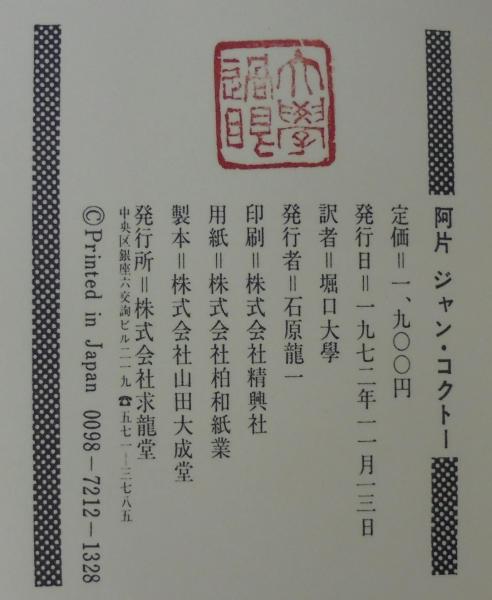 大學
過眼
阿片 ジャン・コクトー
定価＝一、九〇〇円
発行日＝一九七二年一一月一三日
訳者＝堀口大學
発行者＝石原龍一
印刷＝株式会社精興社
用紙＝株式会社柏和紙業
製本＝株式会社山田大成堂
発行所＝株式会社求龍堂
中央区銀座六交詢ビル二一九 ☎五七一―三七八五
©Printed in Japan 0098－7212－1328